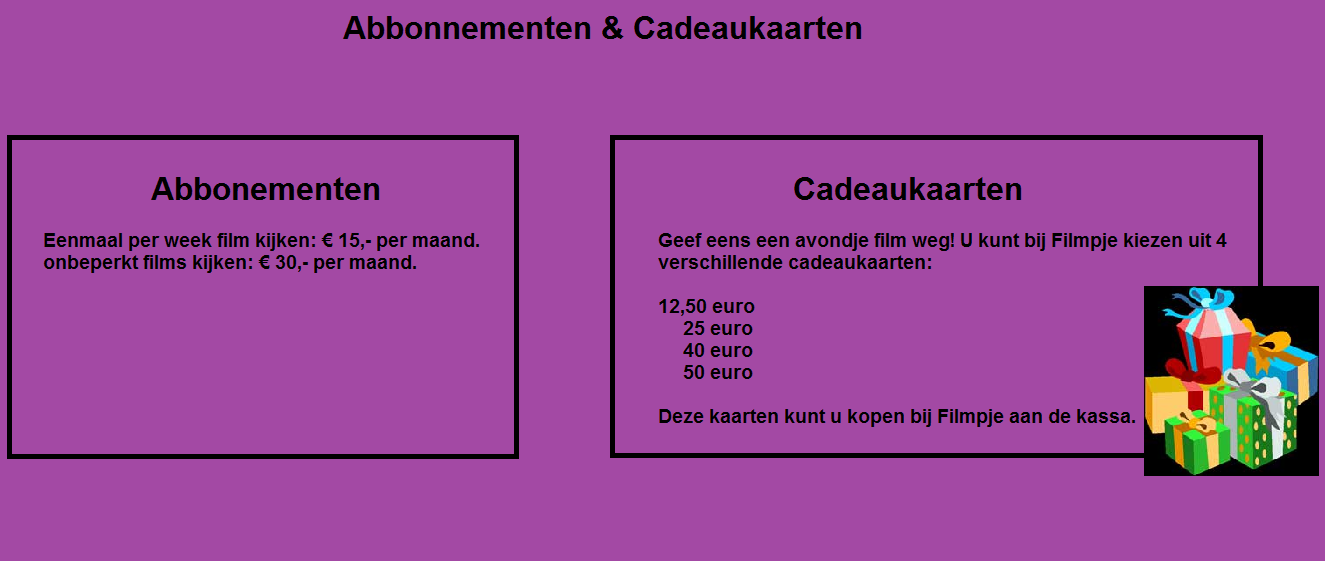 Abbonnementen & Cadeaukaarten
Abbonementen
Eenmaal per week film kijken: € 15,- per maand.
onbeperkt films kijken: € 30,- per maand.
Cadeaukaarten
Geef eens een avondje film weg! U kunt bij Filmpje kiezen uit 4
verschillende cadeaukaarten:
12,50 euro
25 euro
40 euro
50 euro
Deze kaarten kunt u kopen bij Filmpje aan de kassa.